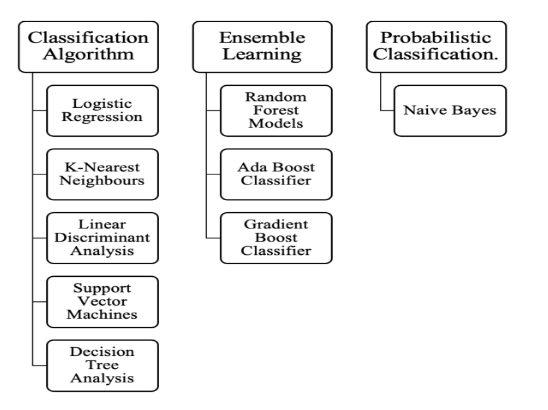 Classification
Algorithm
Logistic
Regression
K-Nearest
Neighbours
Linear
Discriminant
Analysis
Support
Vector
Machines
Decision
Tree
Analysis
Ensemble
Learning
Random
Forest
Models
Ada Boost
Classifier
Gradient
Boost
Classifier
Probabilistic
Classification.
Naive Bayes